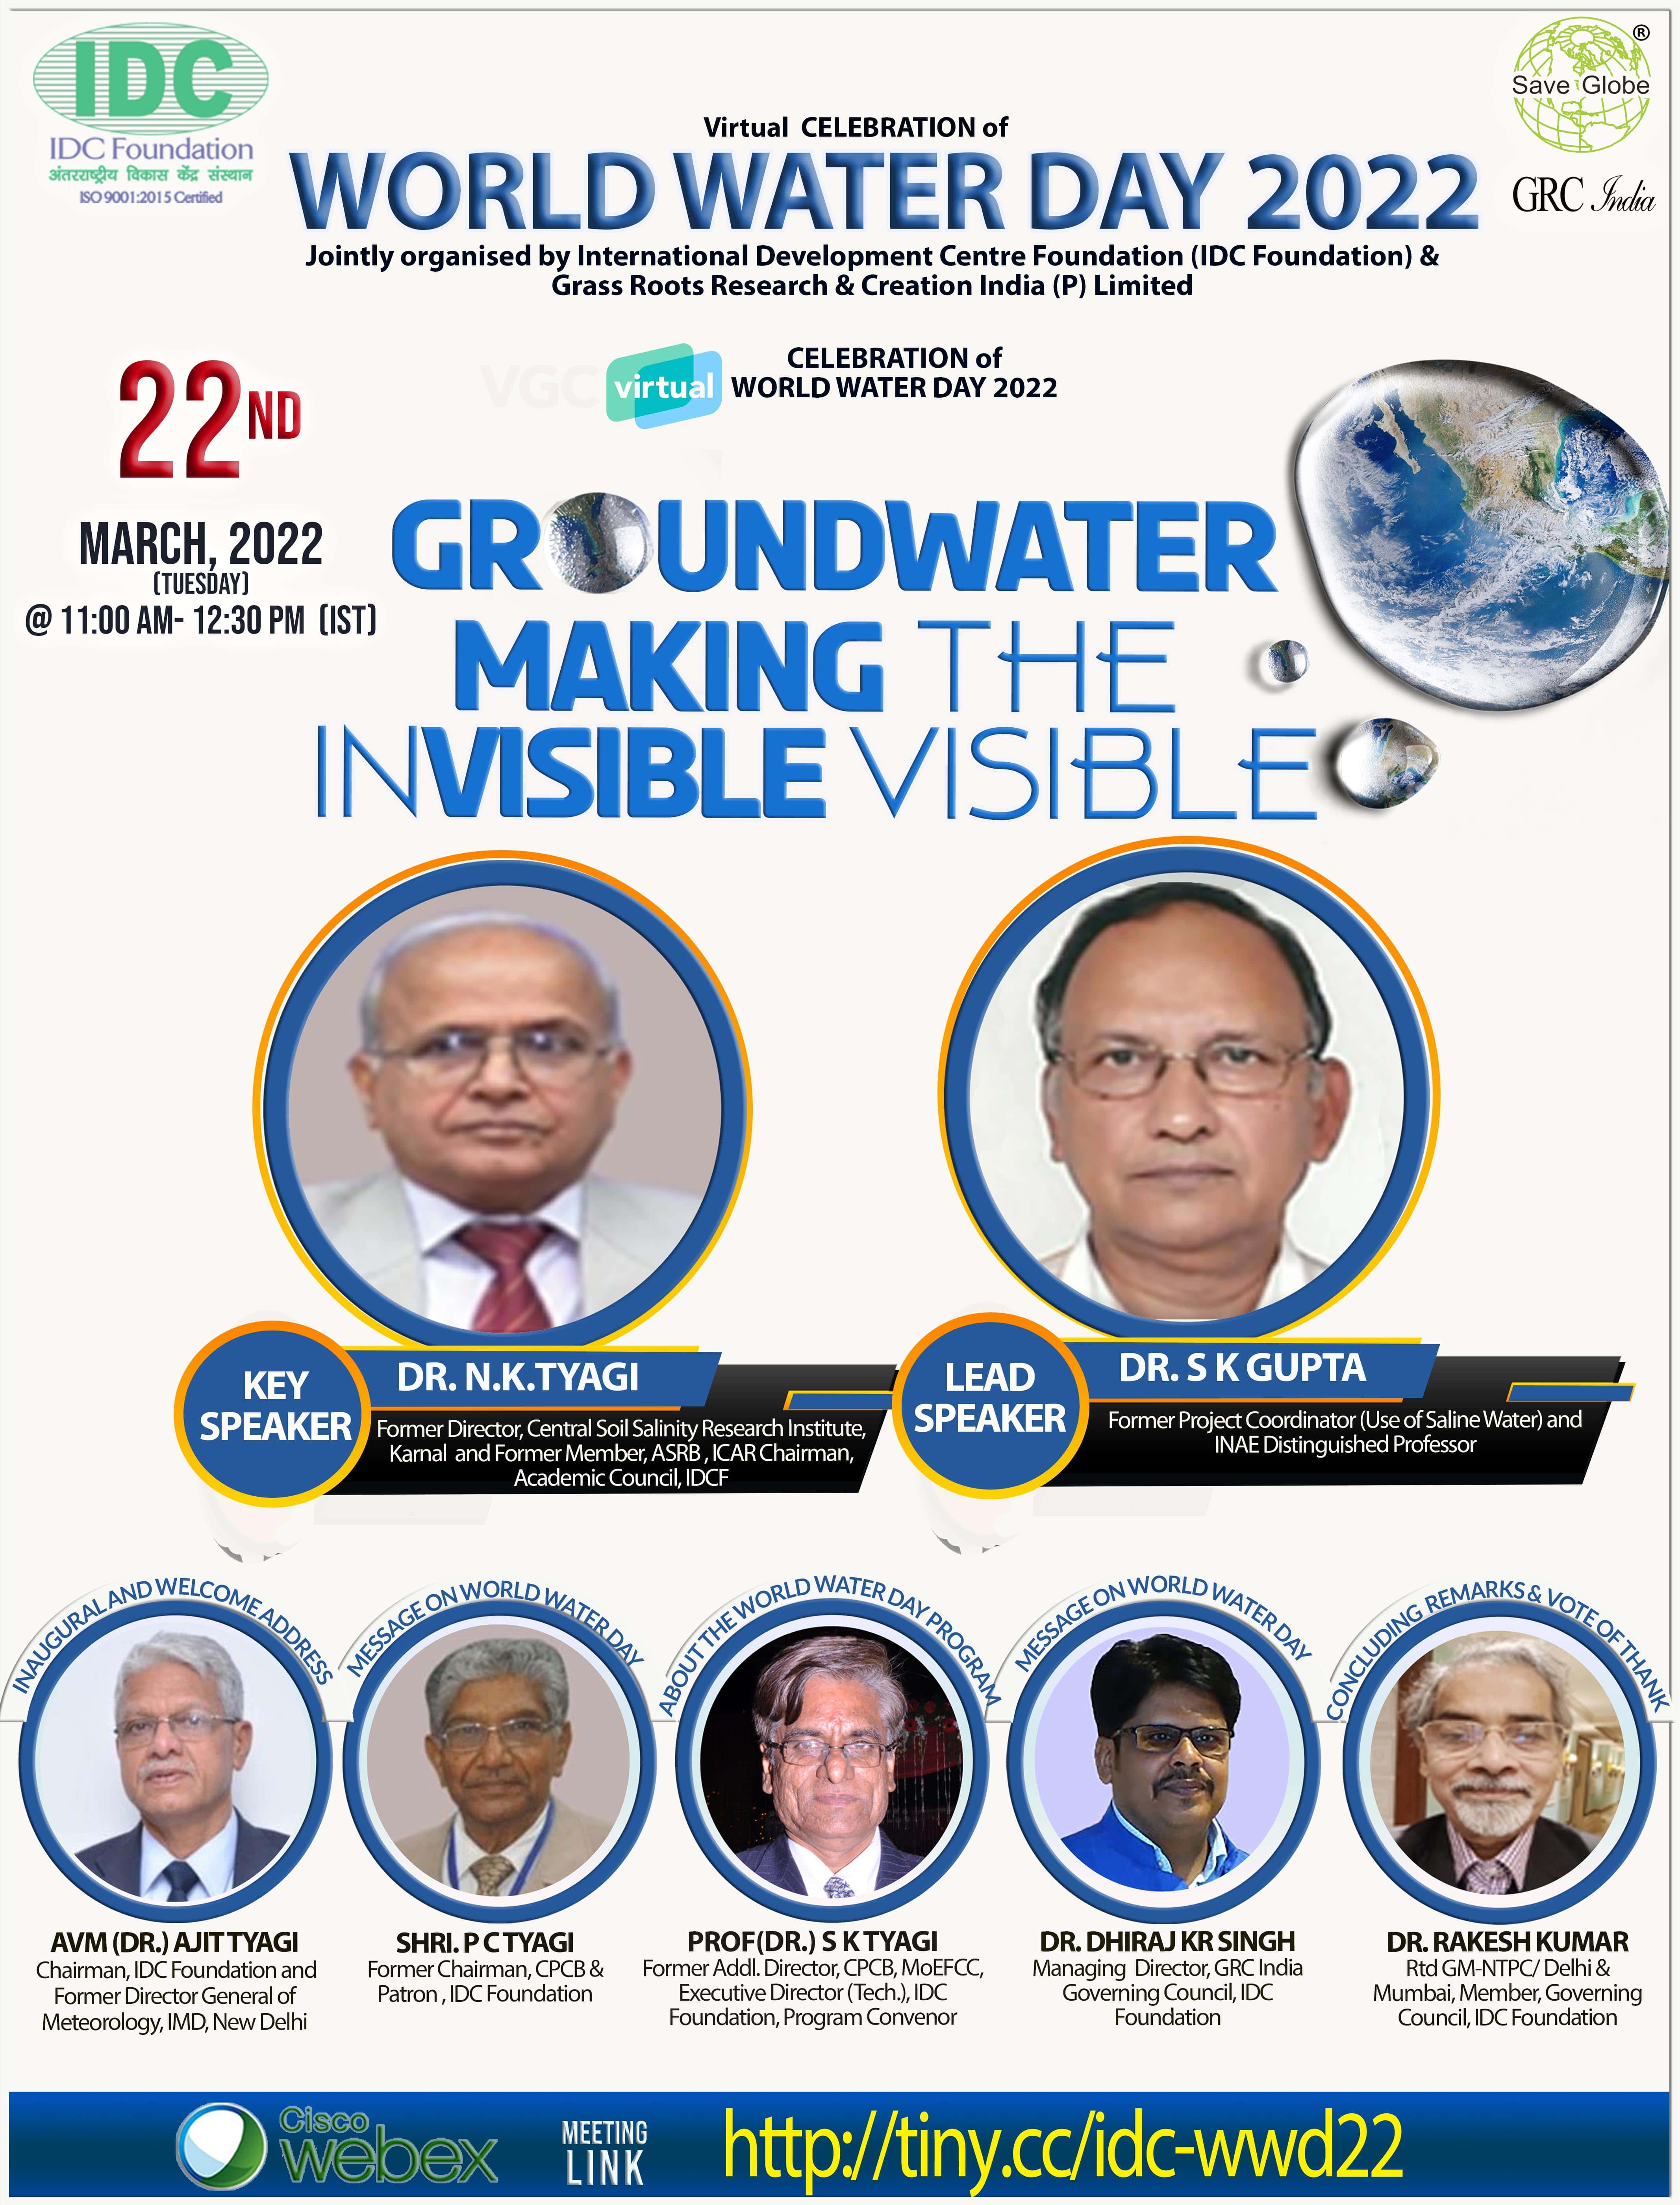 IDC
IDC Foundation
अंतरराष्ट्रीय विकास केंद्र संस्थान
ISO 9001:2015 Certified
®
Save Globe
GRC India
Virtual CELEBRATION of
WORLD WATER DAY 2022
Jointly organised by International Development Centre Foundation (IDC Foundation) &
Grass Roots Research & Creation India (P) Limited
22ND
MARCH, 2022
(TUESDAY)
@ 11:00 AM- 12:30 PM (IST)
VGC virtual
CELEBRATION of
WORLD WATER DAY 2022
GROUNDWATER
MAKING THE
INVISIBLE VISIBLE
KEY
SPEAKER
DR. N.K.TYAGI
Former Director, Central Soil Salinity Research Institute,
Karnal and Former Member, ASRB , ICAR Chairman,
Academic Council, IDCF
LEAD
SPEAKER
DR. S K GUPTA
Former Project Coordinator (Use of Saline Water) and
INAE Distinguished Professor
INAUGURAL AND WELCOME ADDRESS
AVM (DR.) AJIT TYAGI
Chairman, IDC Foundation and
Former Director General of
Meteorology, IMD, New Delhi
MESSAGE ON WORLD WATER DAY
SHRI. P C TYAGI
Former Chairman, CPCB &
Patron , IDC Foundation
ABOUT THE WORLD WATER DAY PROGRAM
PROF(DR.) S K TYAGI
Former Addl. Director, CPCB, MoEFCC,
Executive Director (Tech.), IDC
Foundation, Program Convenor
MESSAGE ON WORLD WATER DAY
DR. DHIRAJ KR SINGH
Managing Director, GRC India
Governing Council, IDC
Foundation
CONCLUDING REMARKS & VOTE OF THANK
DR. RAKESH KUMAR
Rtd GM-NTPC/ Delhi &
Mumbai, Member, Governing
Council, IDC Foundation
Cisco
webex
MEETING
LINK
http://tiny.cc/idc-wwd22